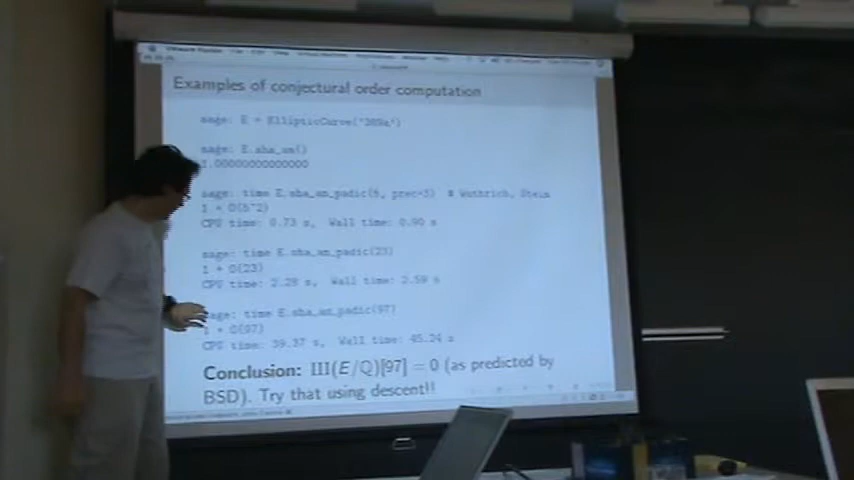 Examples of conjectural order computation
sage: E = EllipticCurve('389a')
sage: E.sha_an()
1.00000000000000
sage: time E.sha_an_padic(5, prec=3) # Wuthrich, Stein
1 + O(5^2)
CPU time: 0.73 s, Wall time: 0.90 s
sage: time E.sha_an_padic(23)
1 + O(23)
CPU time: 2.28 s, Wall time: 2.59 s
sage: time E.sha_an_padic(97)
1 + O(97)
CPU time: 39.37 s, Wall time: 45.24 s
Conclusion: Ш(E/ℚ)[97] = 0 (as predicted by
BSD). Try that using descent!!